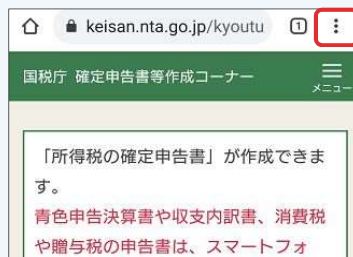 keisan.nta.go.jp/kyoutu 1
国税庁 確定申告書等作成コーナー
メニュー
「所得税の確定申告書」が作成できま
す。
青色申告決算書や収支内訳書、消費税
や贈与税の申告書は、スマートフォ